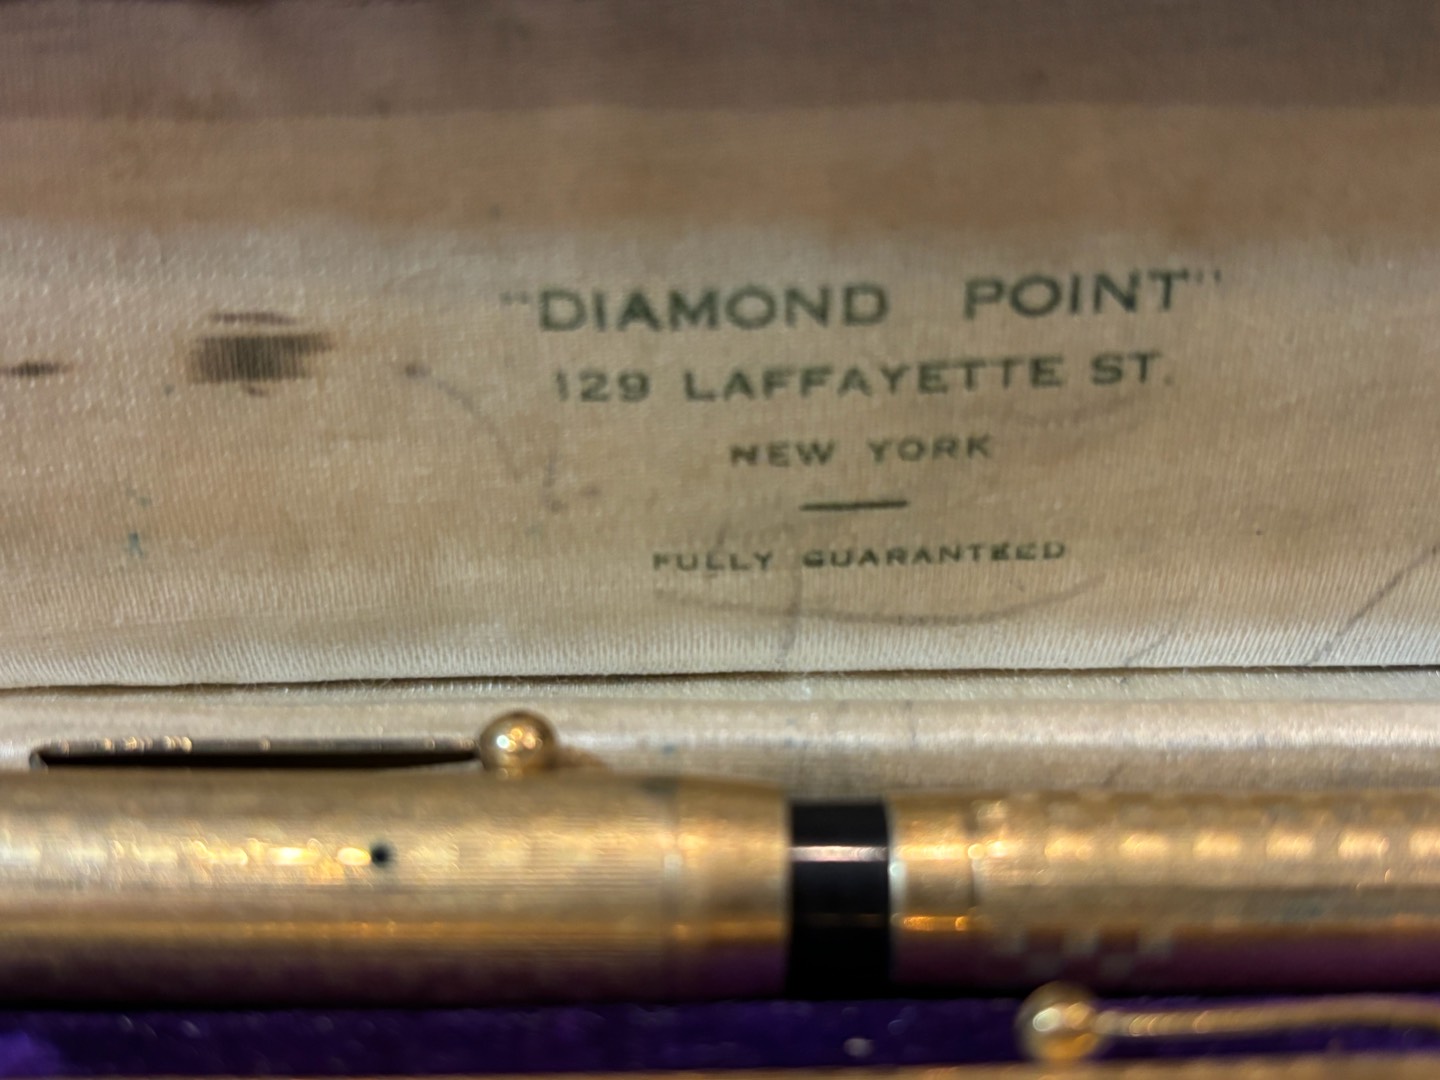 "DIAMOND POINT"
129 LAFFAYETTE ST.
NEW YORK
FULLY GUARANTEED